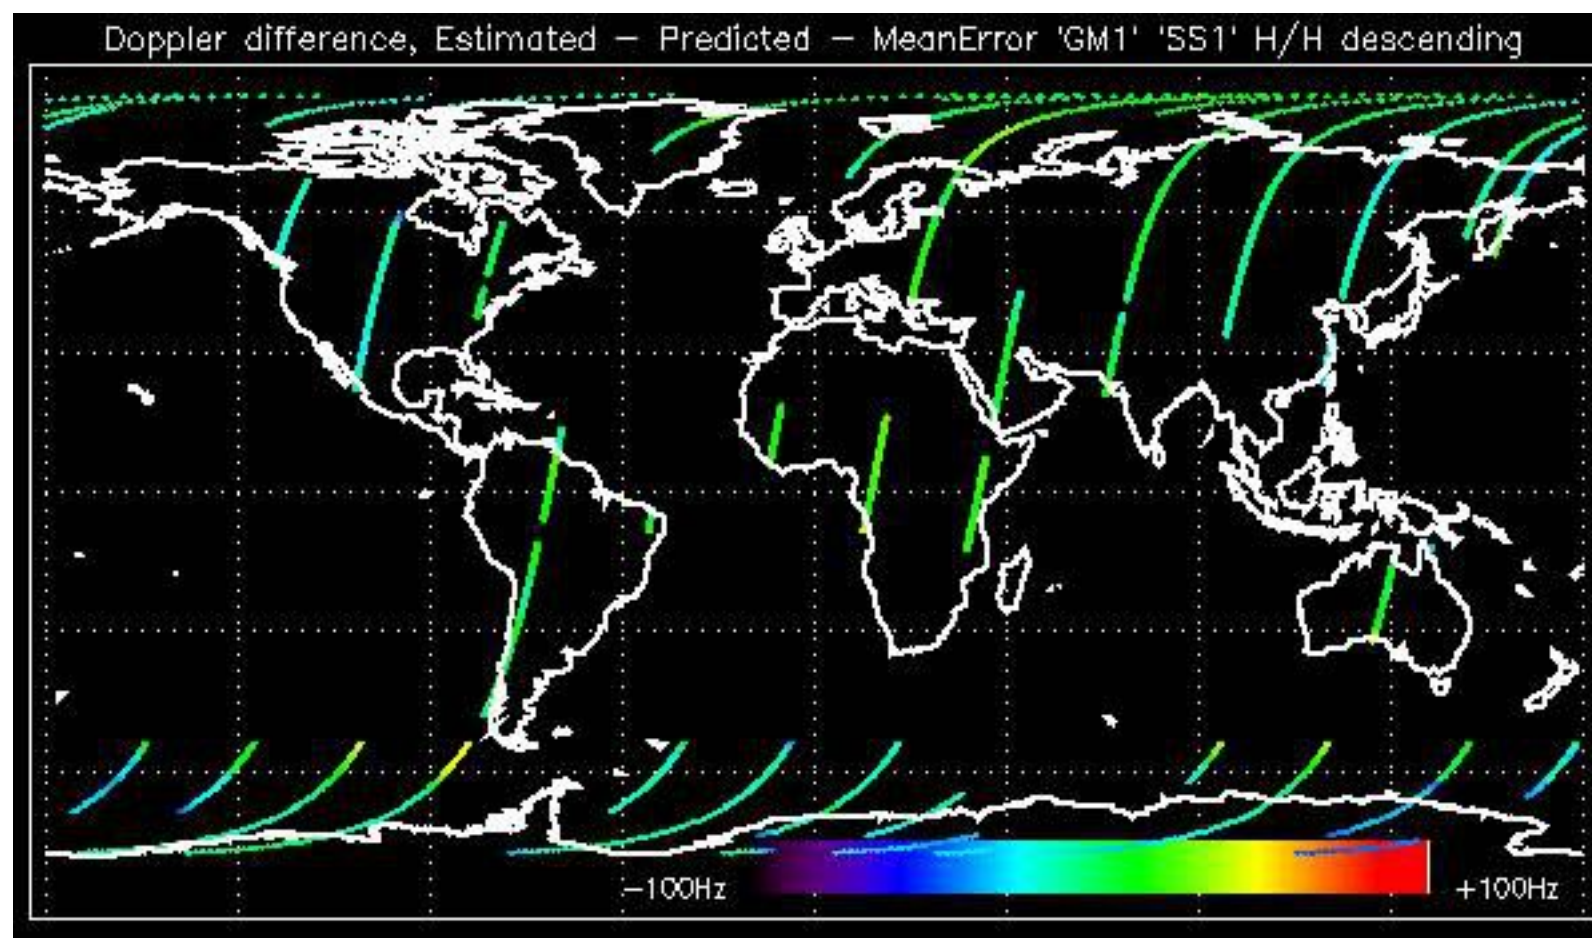 Doppler difference, Estimated – Predicted – MeanError 'GM1' 'SS1' H/H descending
-100Hz +100Hz